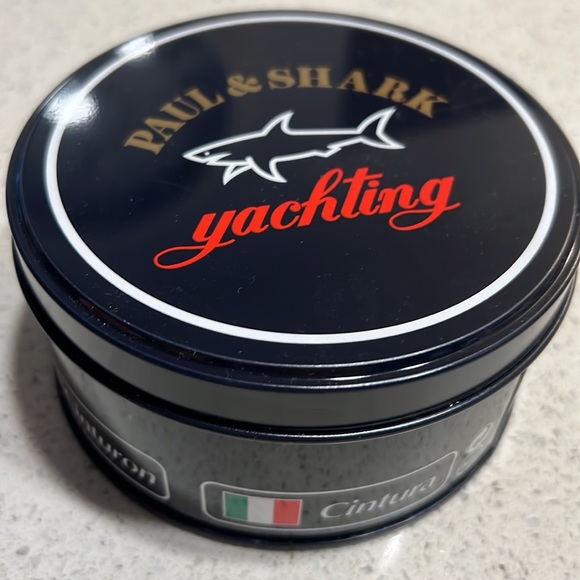 PAUL & SHARK
yachting
Cintura